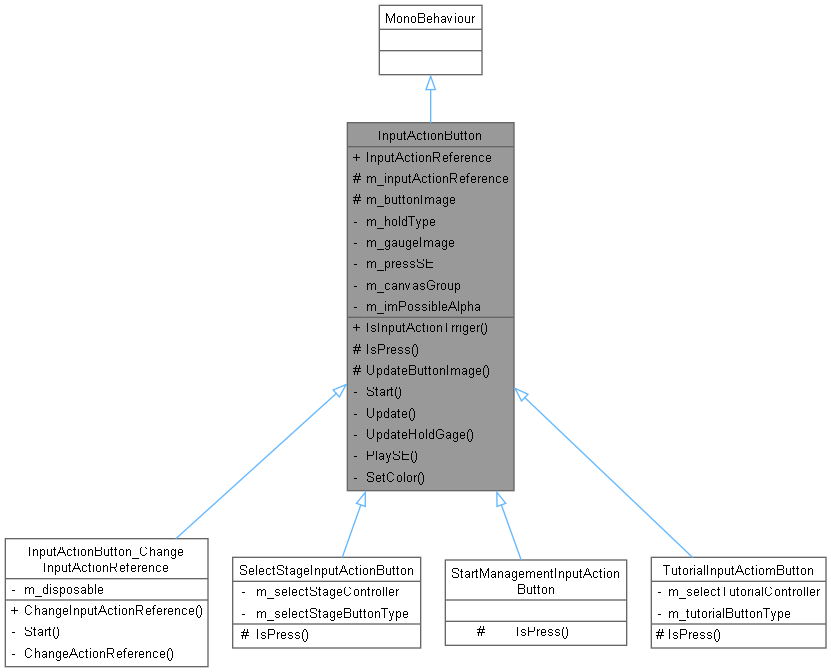 MonoBehaviour
InputActionButton
+ InputActionReference
# m_inputActionReference
# m_buttonImage
- m_holdType
- m_gaugeImage
- m_pressSE
- m_canvasGroup
- m_imPossibleAlpha
+ IsInputActionTrriger()
# IsPress()
# UpdateButtonImage()
- Start()
- Update()
- UpdateHoldGage()
- PlaySE()
- SetColor()
InputActionButton_Change
InputActionReference
- m_disposable
+ ChangeInputActionReference()
- Start()
- ChangeActionReference()
SelectStageInputActionButton
- m_selectStageController
- m_selectStageButtonType
# IsPress()
StartManagementInputAction
Button
# IsPress()
TutorialInputActiomButton
- m_selectTutorialController
- m_tutorialButtonType
# IsPress()